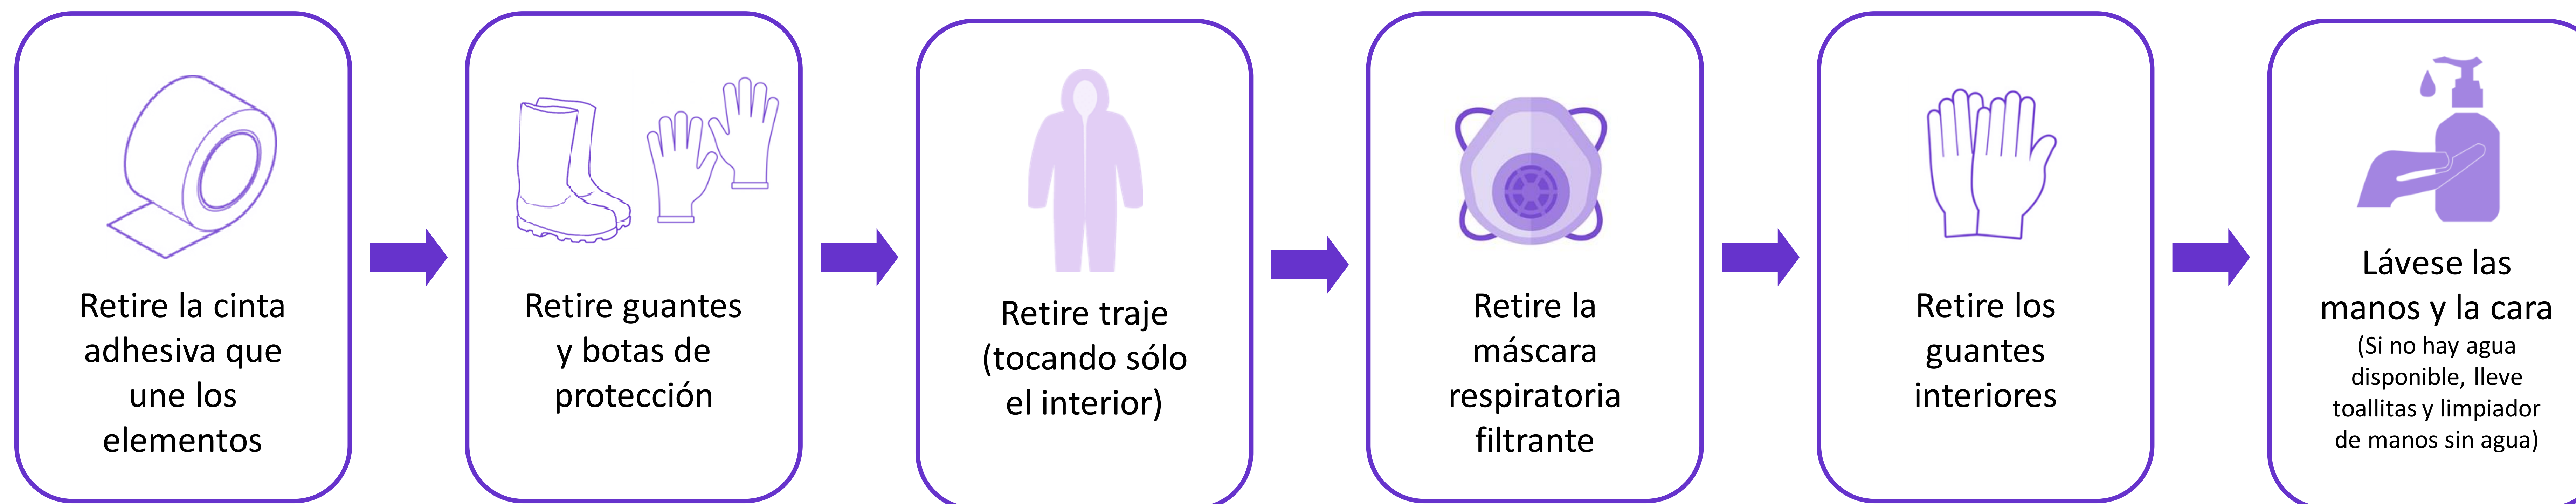 Retire la cinta
adhesiva que
une los
elementos
Retire guantes
y botas de
protección
Retire traje
(tocando sólo
el interior)
Retire la
máscara
respiratoria
filtrante
Retire los
guantes
interiores
Lávese las
manos y la cara
(Si no hay agua
disponible, lleve
toallitas y limpiador
de manos sin agua)